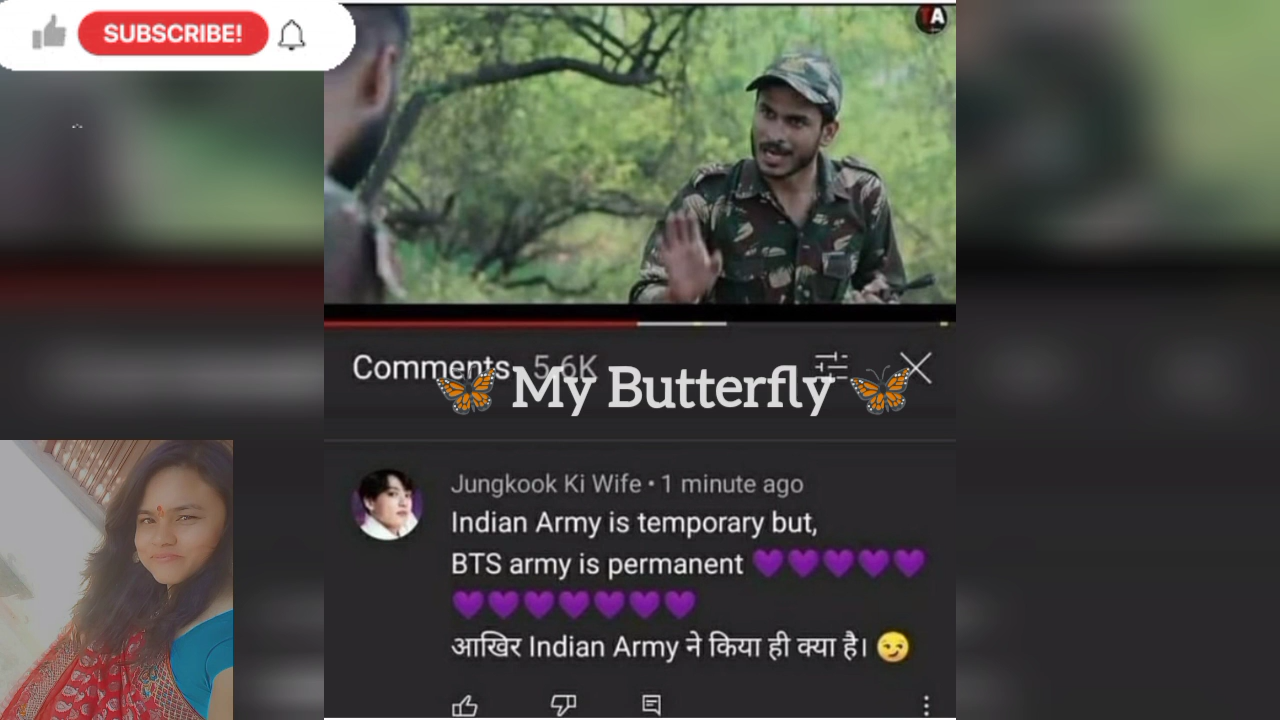 SUBSCRIBE!
TA
Comments 5.6K
🦋 My Butterfly 🦋
Jungkook Ki Wife • 1 minute ago
Indian Army is temporary but,
BTS army is permanent 💜💜💜💜💜
💜💜💜💜💜💜💜
आखिर Indian Army ने किया ही क्या है। 😏